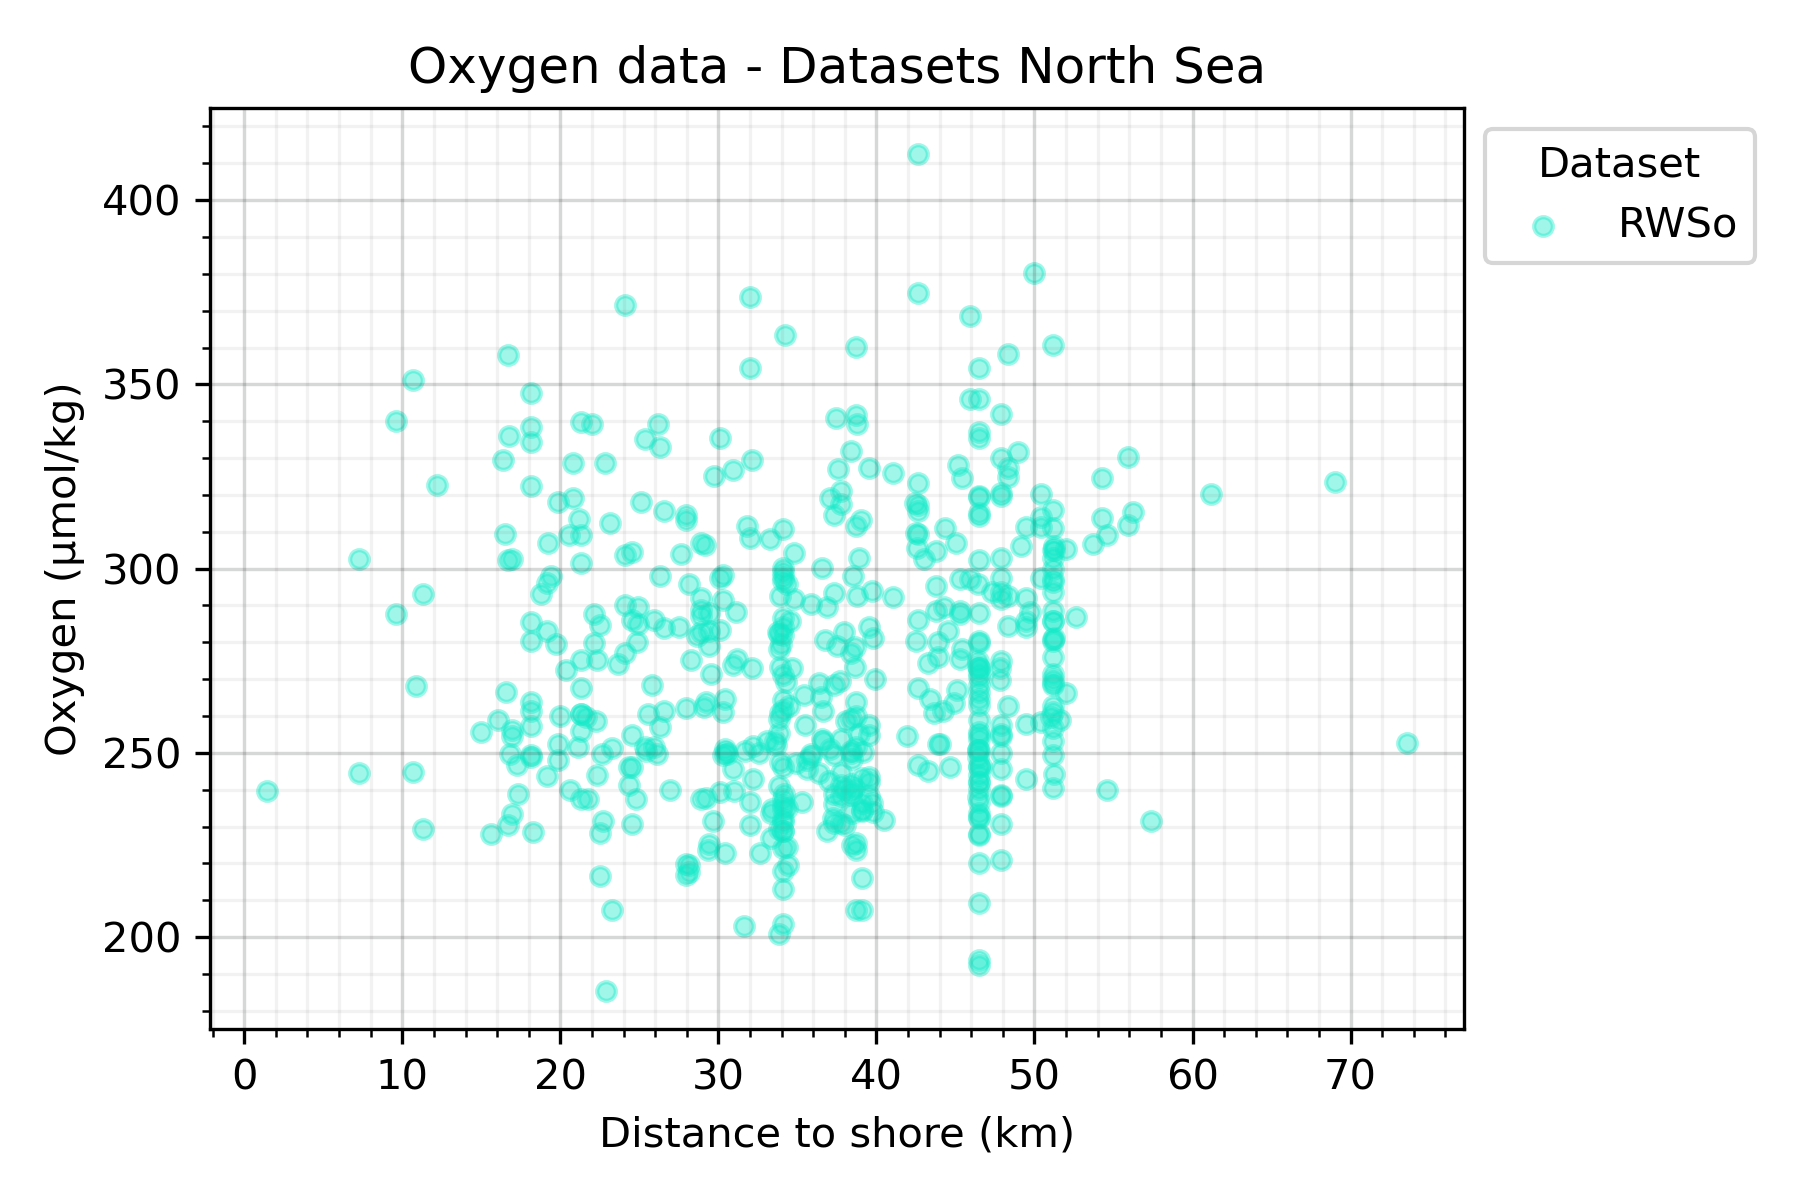 Oxygen data - Datasets North Sea
Dataset
RWSo
400
350
300
250
200
Oxygen (µmol/kg)
0 10 20 30 40 50 60 70
Distance to shore (km)